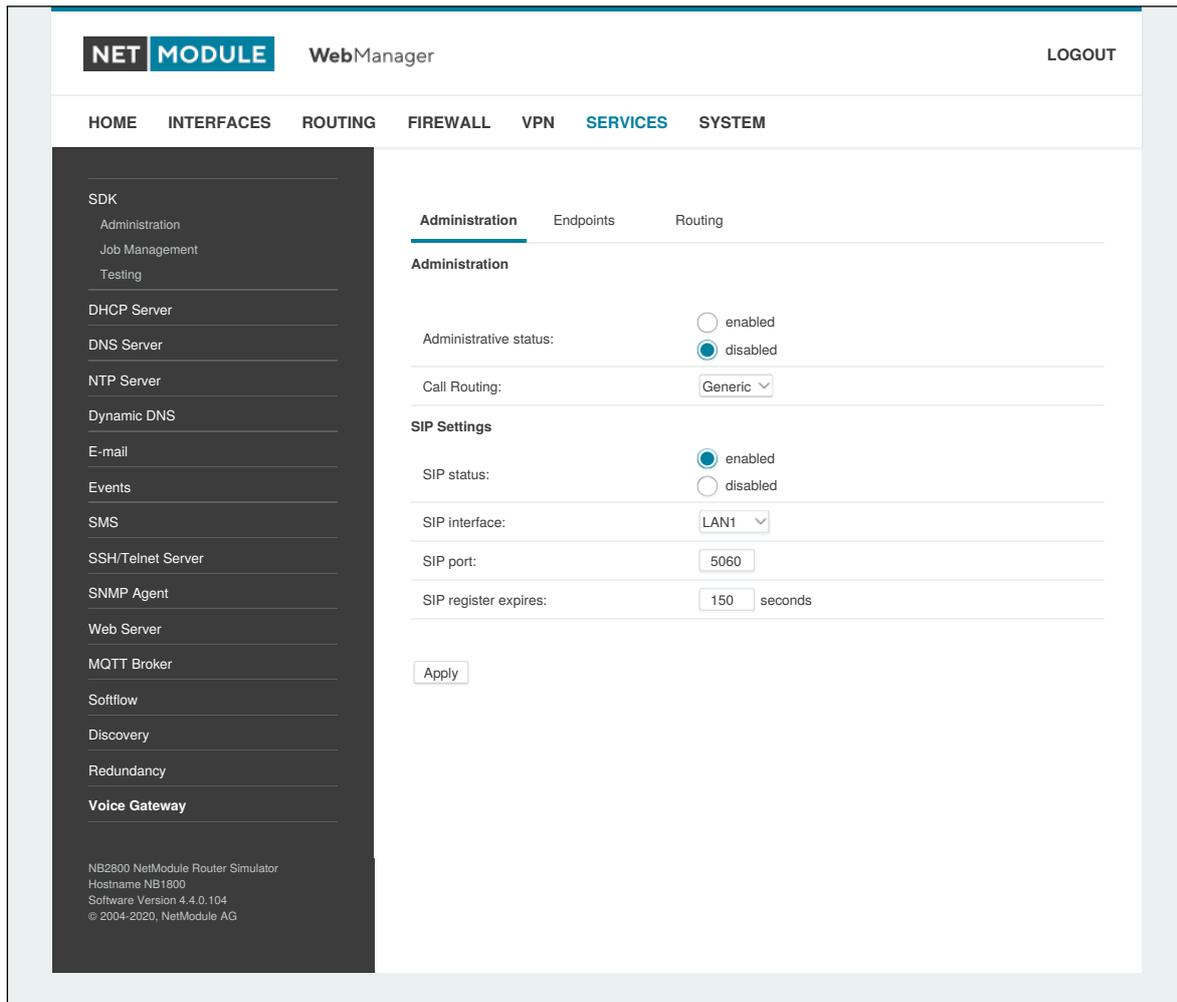 NET MODULE WebManager LOGOUT
HOME INTERFACES ROUTING FIREWALL VPN SERVICES SYSTEM
SDK
Administration
Job Management
Testing
DHCP Server
DNS Server
NTP Server
Dynamic DNS
E-mail
Events
SMS
SSH/Telnet Server
SNMP Agent
Web Server
MQTT Broker
Softflow
Discovery
Redundancy
Voice Gateway
NB2800 NetModule Router Simulator
Hostname NB1800
Software Version 4.4.0.104
© 2004-2020, NetModule AG
Administration Endpoints Routing
Administration
Administrative status:
enabled
disabled
Call Routing: Generic
SIP Settings
SIP status:
enabled
disabled
SIP interface: LAN1
SIP port: 5060
SIP register expires: 150 seconds
Apply